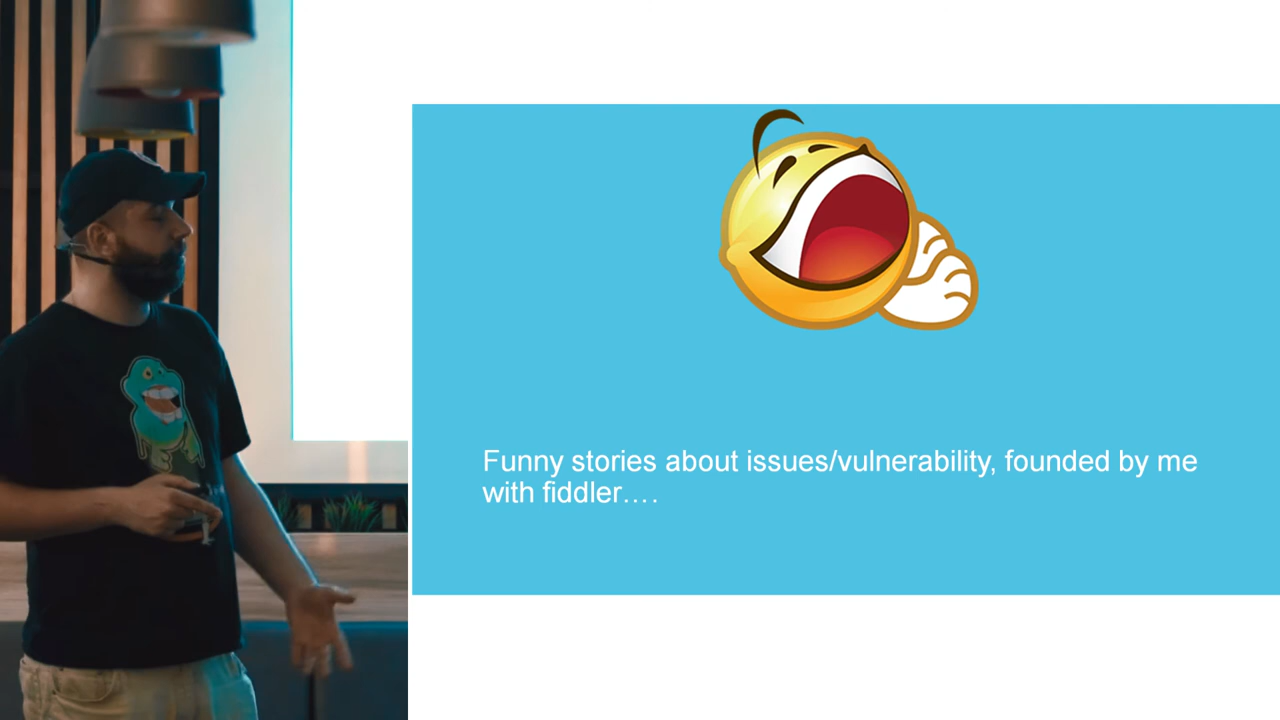 Funny stories about issues/vulnerability, founded by me
with fiddler….